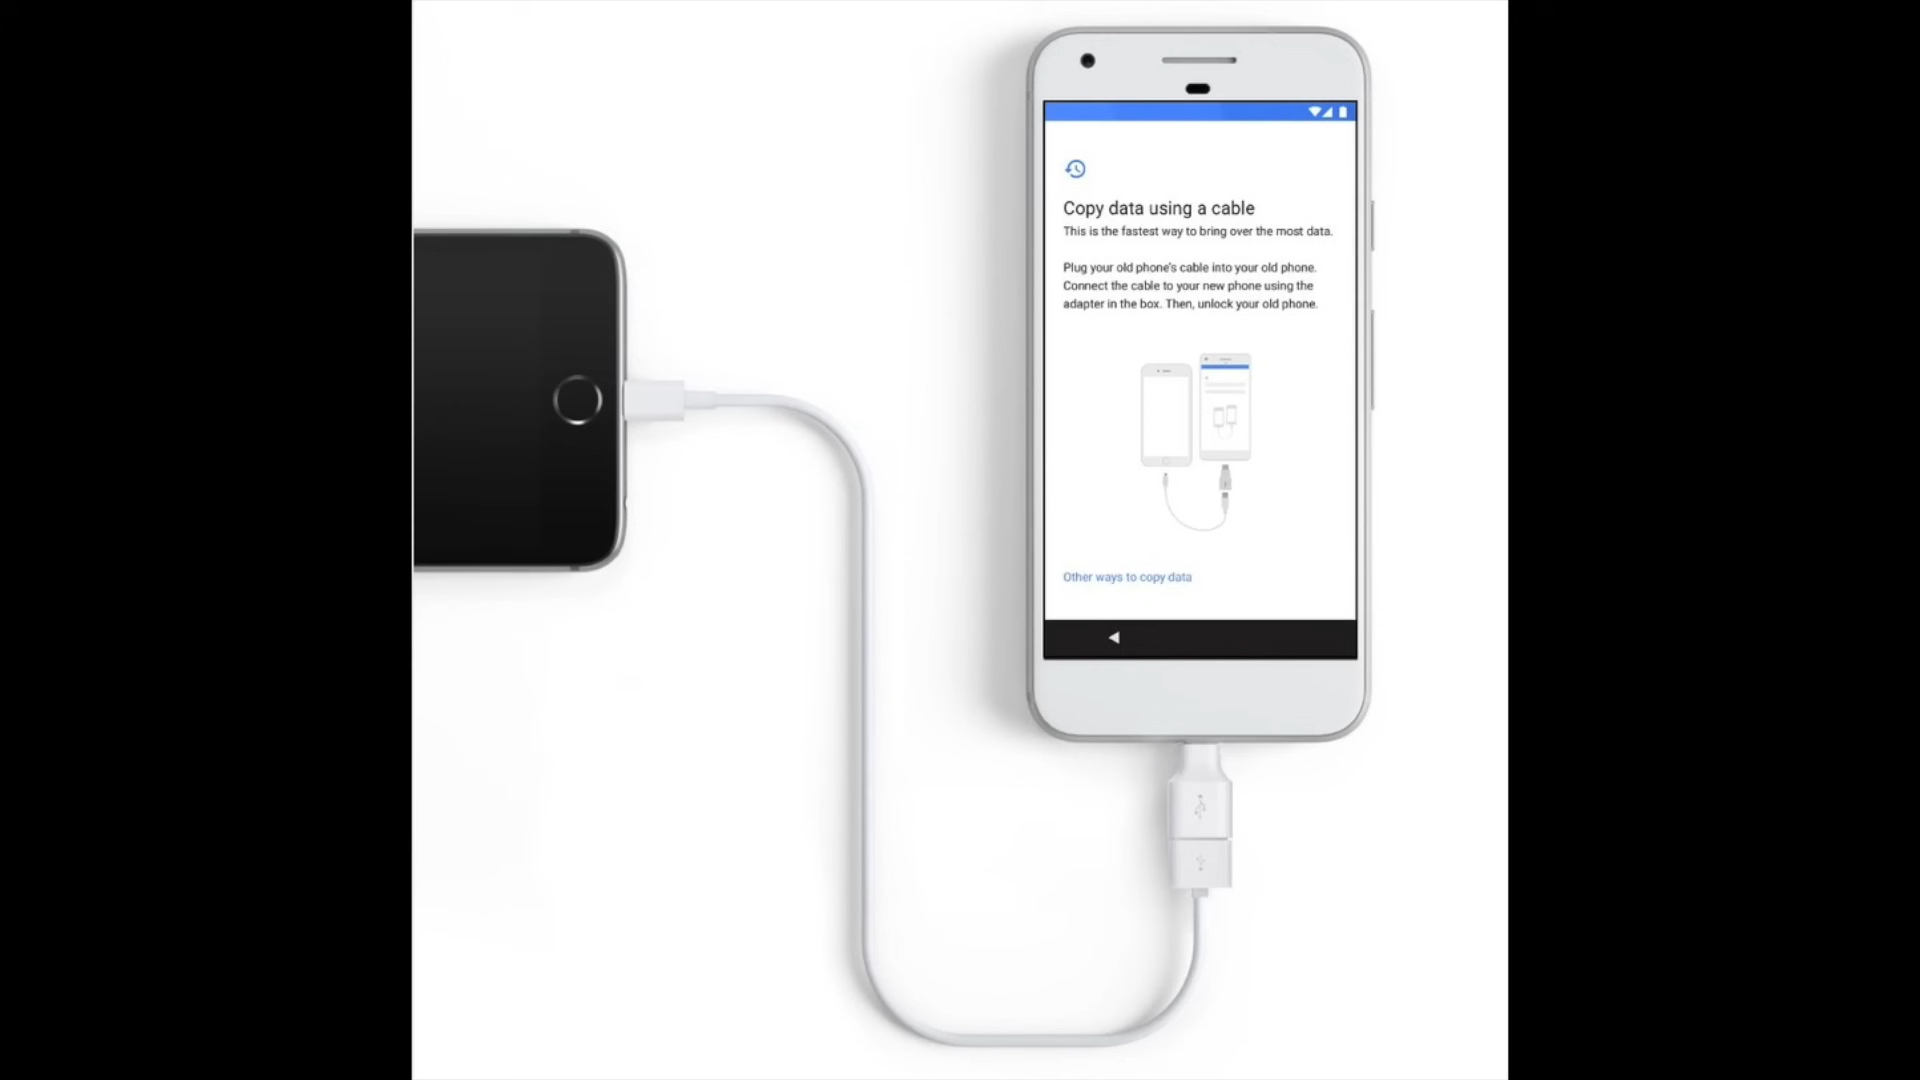 Copy data using a cable
This is the fastest way to bring over the most data.
Plug your old phone's cable into your old phone.
Connect the cable to your new phone using the
adapter in the box. Then, unlock your old phone.
Other ways to copy data